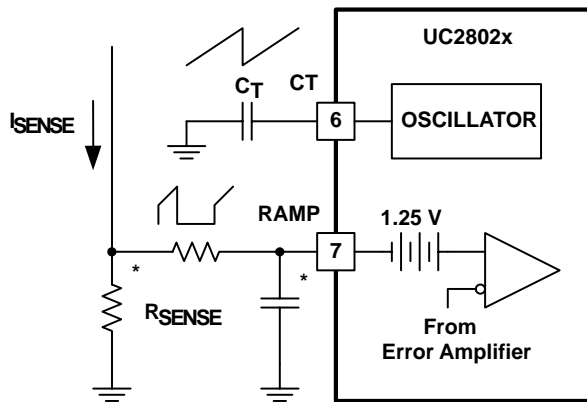 UC2802x
CT
CT
6
OSCILLATOR
ISENSE
RAMP
7
1.25 V
*
*
RSENSE
From
Error Amplifier